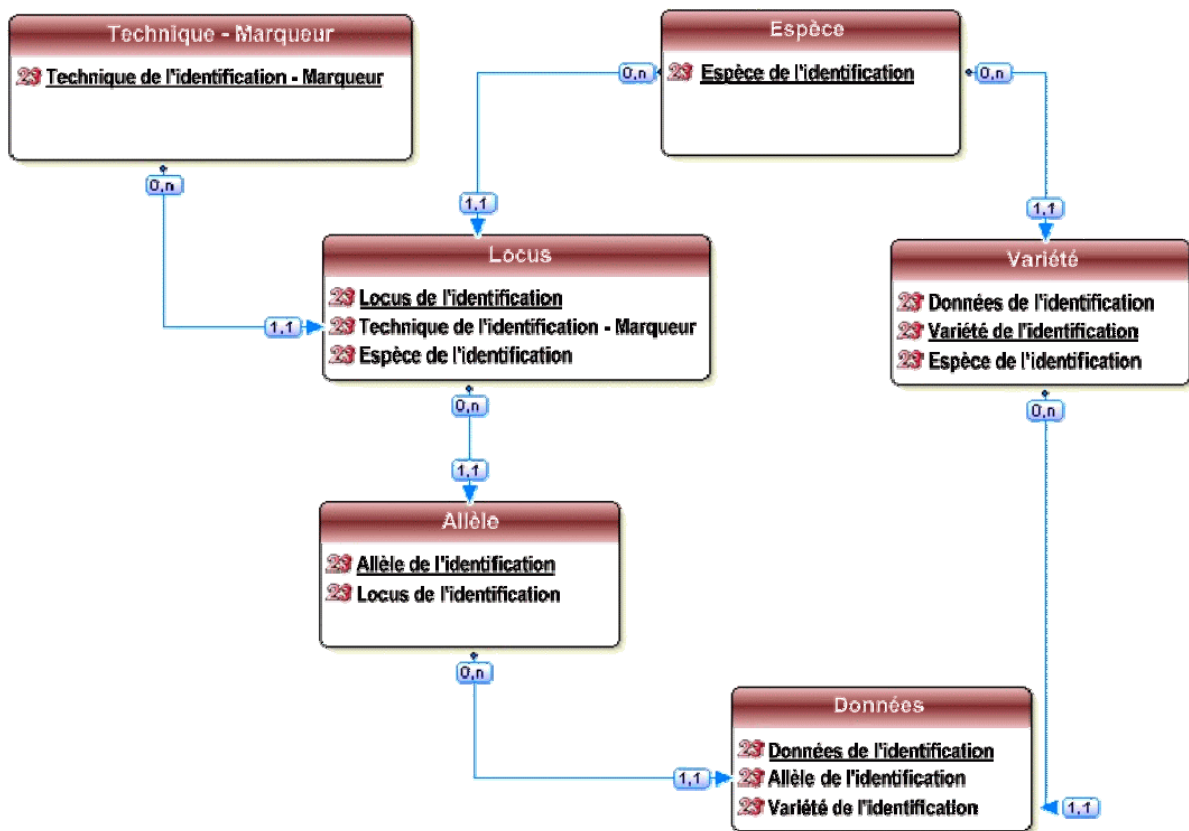 Technique - Marqueur
Technique de l'identification - Marqueur
Espèce
Espèce de l'identification
0,n
0,n
0,n
1,1
1,1
Locus
Locus de l'identification
Technique de l'identification - Marqueur
Espèce de l'identification
1,1
Variété
Données de l'identification
Variété de l'identification
Espèce de l'identification
0,n
0,n
1,1
Allèle
Allèle de l'identification
Locus de l'identification
0,n
Données
Données de l'identification
Allèle de l'identification
Variété de l'identification
1,1
1,1